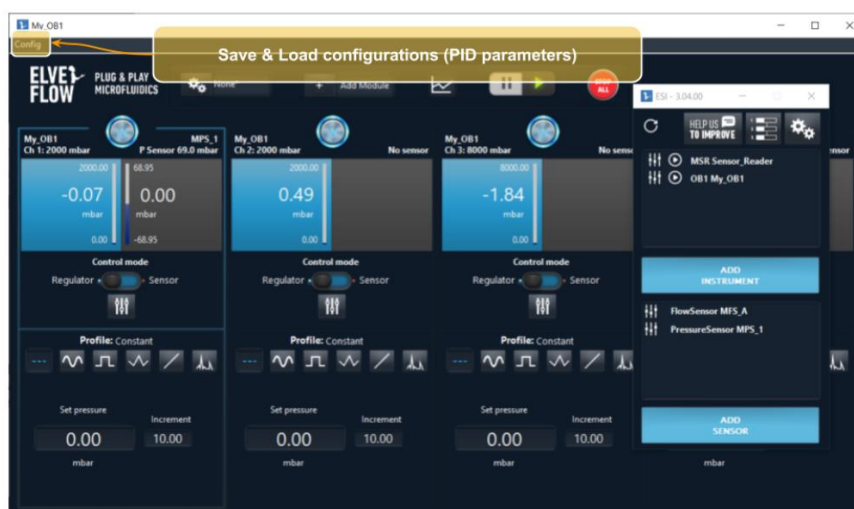 My_OB1
Config
Save & Load configurations (PID parameters)
ELVE
FLOW
PLUG & PLAY
MICROFLUIDICS
None
+ Add Module
STOP
ALL
My_OB1
MPS_1
Ch 1: 2000 mbar
P Sensor 69.0 mbar
2000.00
68.95
-0.07
0.00
mbar
mbar
0.00
-68.95
Control mode
Regulator
Sensor
Profile: Constant
Set pressure
Increment
0.00
10.00
mbar
My_OB1
Ch 2: 2000 mbar
No sensor
2000.00
0.49
mbar
0.00
Control mode
Regulator
Sensor
Profile: Constant
Set pressure
Increment
0.00
10.00
mbar
My_OB1
Ch 3: 8000 mbar
No senso
8000.00
-1.84
mbar
0.00
Control mode
Regulator
Sensor
Profile: Constant
Set pressure
Increment
0.00
10.00
mbar
ensor
mbar
ESI - 3.04.00
HELP US
TO IMPROVE
MSR Sensor_Reader
OB1 My_OB1
ADD
INSTRUMENT
FlowSensor MFS_A
PressureSensor MPS_1
ADD
SENSOR